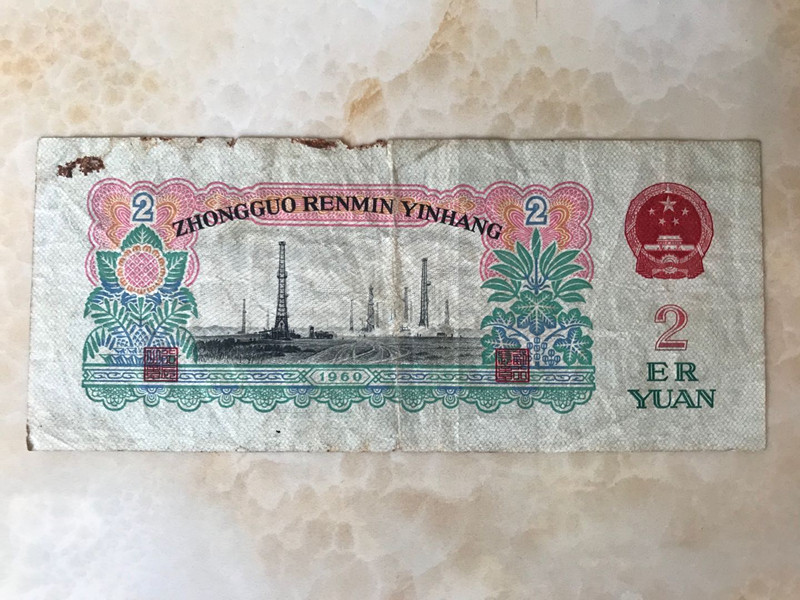 2
2
ZHONGGUO RENMIN YINHANG
1960
2
ER
YUAN